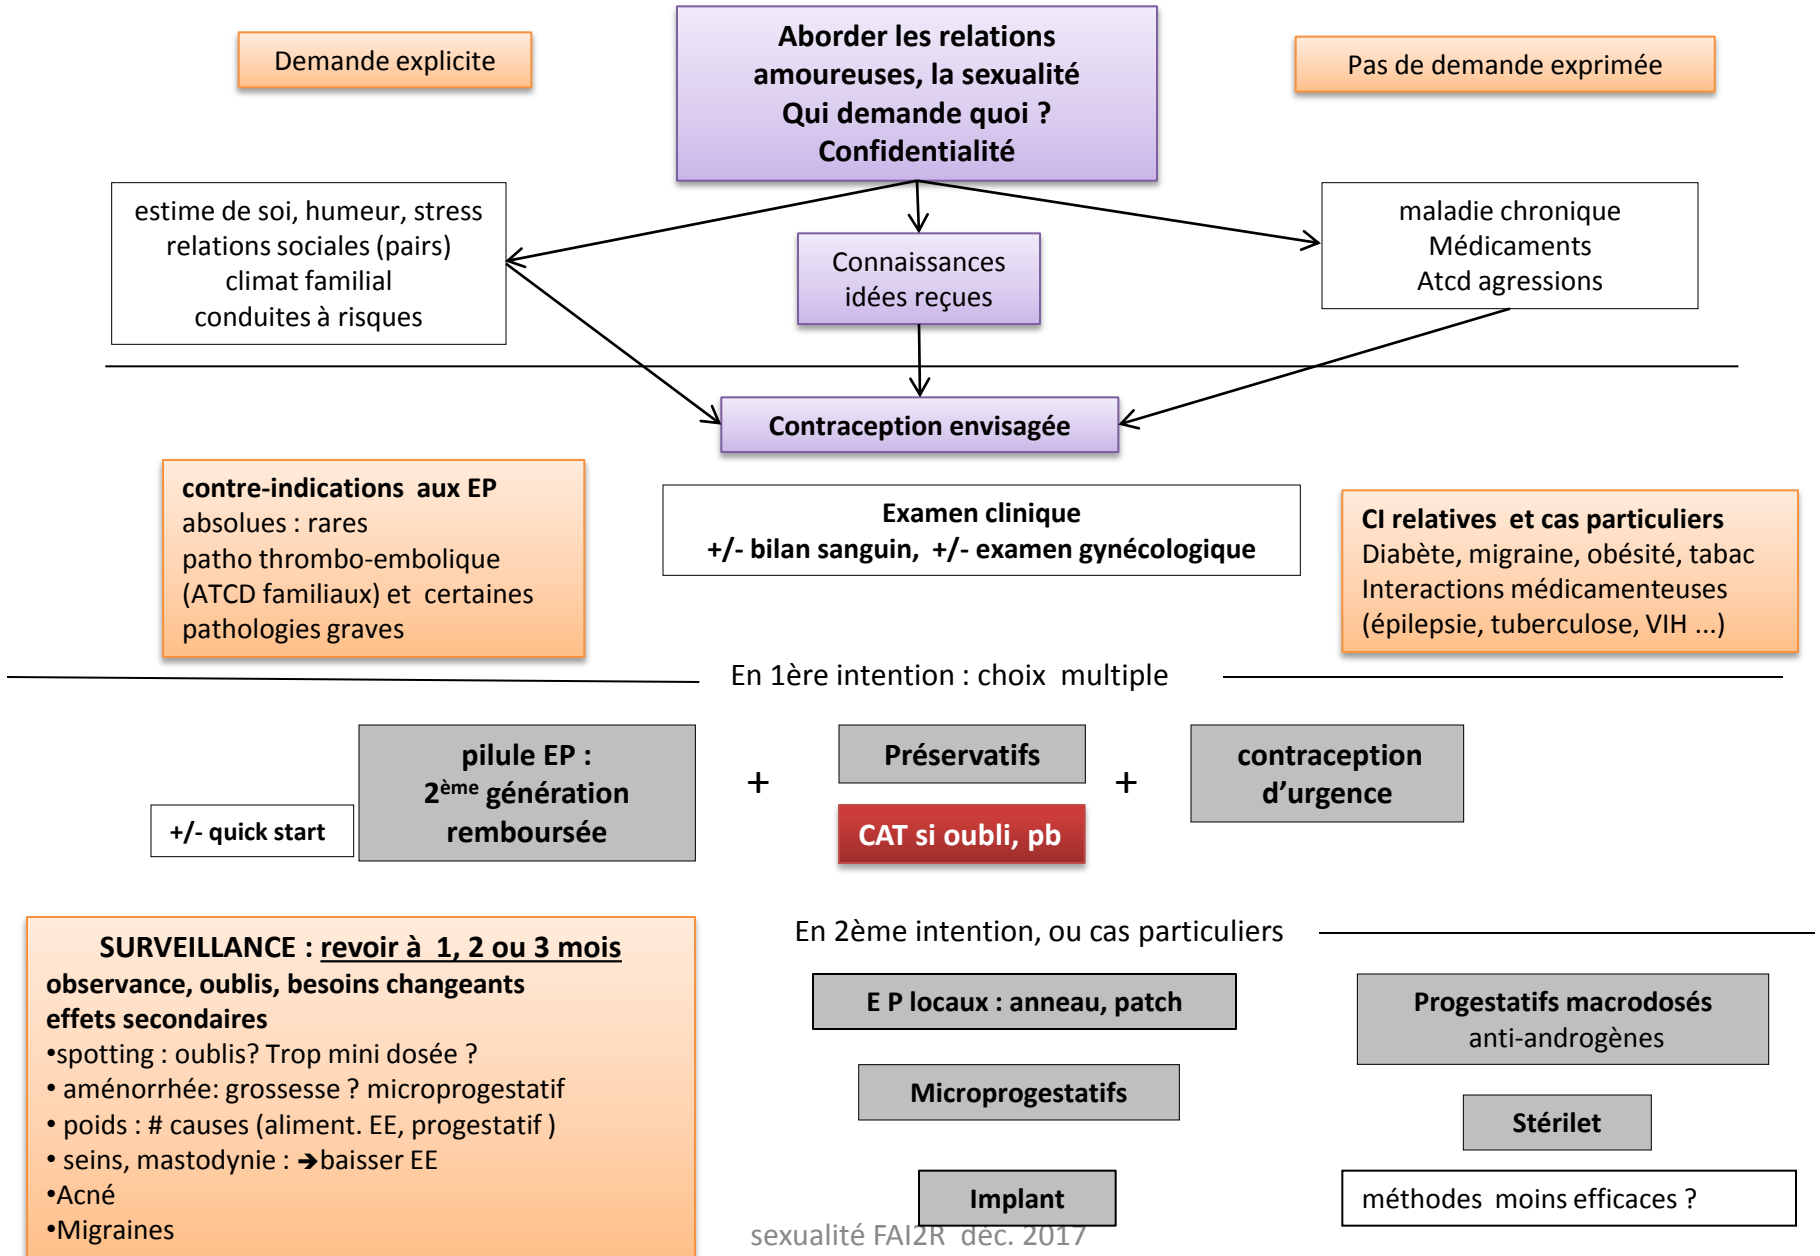 Demande explicite
Aborder les relations
amoureuses, la sexualité
Qui demande quoi ?
Confidentialité
Pas de demande exprimée
estime de soi, humeur, stress
relations sociales (pairs)
climat familial
conduites à risques
Connaissances
idées reçues
maladie chronique
Médicaments
Atcd agressions
Contraception envisagée
contre-indications aux EP
absolues : rares
patho thrombo-embolique
(ATCD familiaux) et certaines
pathologies graves
Examen clinique
+/- bilan sanguin, +/- examen gynécologique
CI relatives et cas particuliers
Diabète, migraine, obésité, tabac
Interactions médicamenteuses
(épilepsie, tuberculose, VIH ...)
En 1ère intention : choix multiple
+/- quick start
pilule EP :
2ème génération
remboursée
+
Préservatifs
CAT si oubli, pb
+
contraception
d’urgence
SURVEILLANCE : revoir à 1, 2 ou 3 mois
observance, oublis, besoins changeants
effets secondaires
•spotting : oublis? Trop mini dosée ?
• aménorrhée: grossesse ? microprogestatif
• poids : # causes (aliment. EE, progestatif )
• seins, mastodynie : ➔baisser EE
•Acné
•Migraines
En 2ème intention, ou cas particuliers
E P locaux : anneau, patch
Microprogestatifs
Implant
Progestatifs macrodosés
anti-androgènes
Stérilet
méthodes moins efficaces ?
sexualité FAI2R déc. 2017